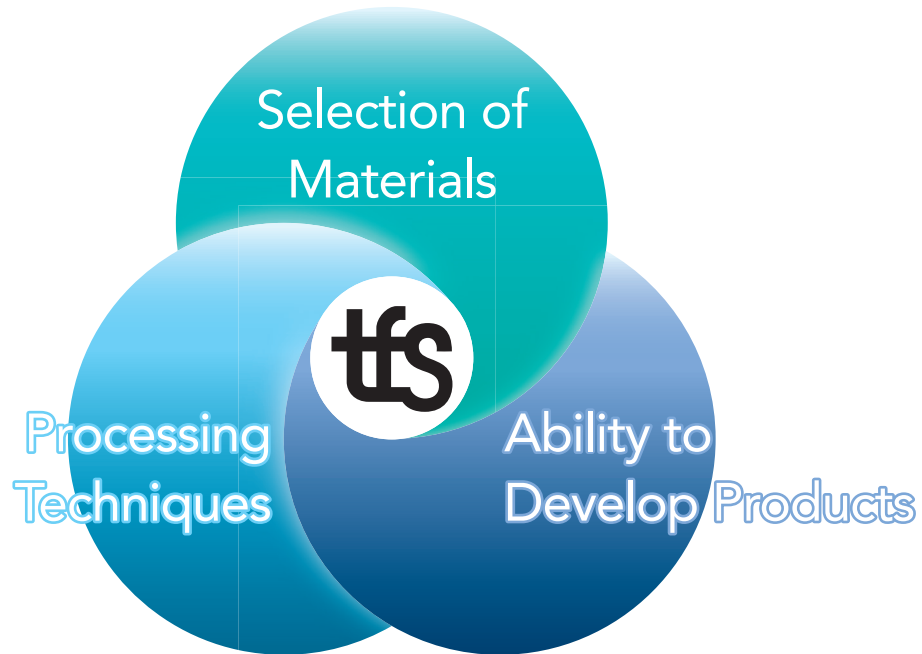 Selection of
Materials
tfs
Processing
Techniques
Ability to
Develop Products